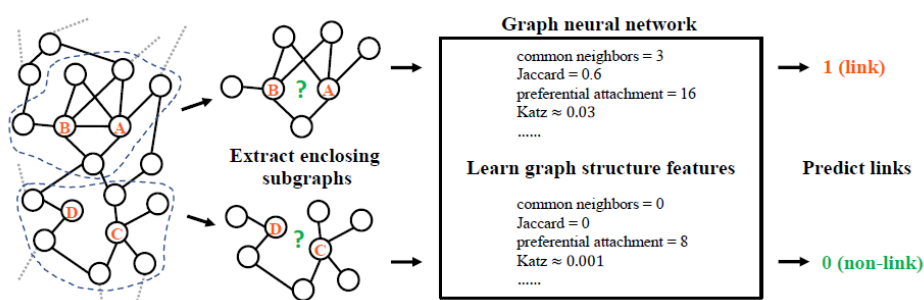 Graph neural network
common neighbors = 3
Jaccard = 0.6
preferential attachment = 16
Katz ≈ 0.03
......
1 (link)
B
A
B
?
A
Extract enclosing
subgraphs
Learn graph structure features
Predict links
D
C
D
?
C
common neighbors = 0
Jaccard = 0
preferential attachment = 8
Katz ≈ 0.001
......
0 (non-link)